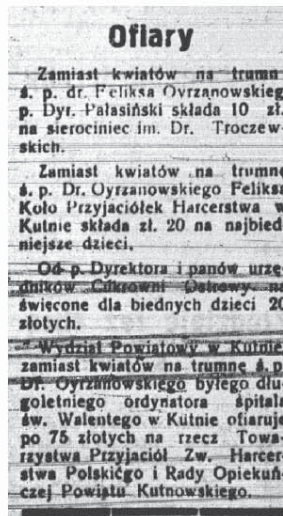 Ofiary
Zamiast kwiatów na trumn
ś. p. dr. Feliksa Oyrzanowskieg
p. Dyr. Pałasiński składa 10 zł.
na sierociniec im. Dr. Troczew-
skich.
Zamiast kwiatów na trumnę
ś. p. Dr. Oyrzanowskiego Feliksa
Koło Przyjaciółek Harcerstwa w
Kutnie składa zł. 20 na najbied
niejsze dzieci.
Od p. Dyrektora i panów urzę-
dników Cukrowni Ostrowy na
święcone dla biednych dzieci 20
złotych.
Wydział Powiatowy w Kutnie
zamiast kwiatów na trumnę ś. p
Dr. Oyrzanowskiego byłego dłu-
goletniego ordynatora szpitala
św. Walentego w Kutnie ofiaruje
po 75 złotych na rzecz Towa-
rzystwa Przyjaciół Zw. Harcer-
stwa Polskiego i Rady Opiekuń-
czej Powiatu Kutnowskiego.